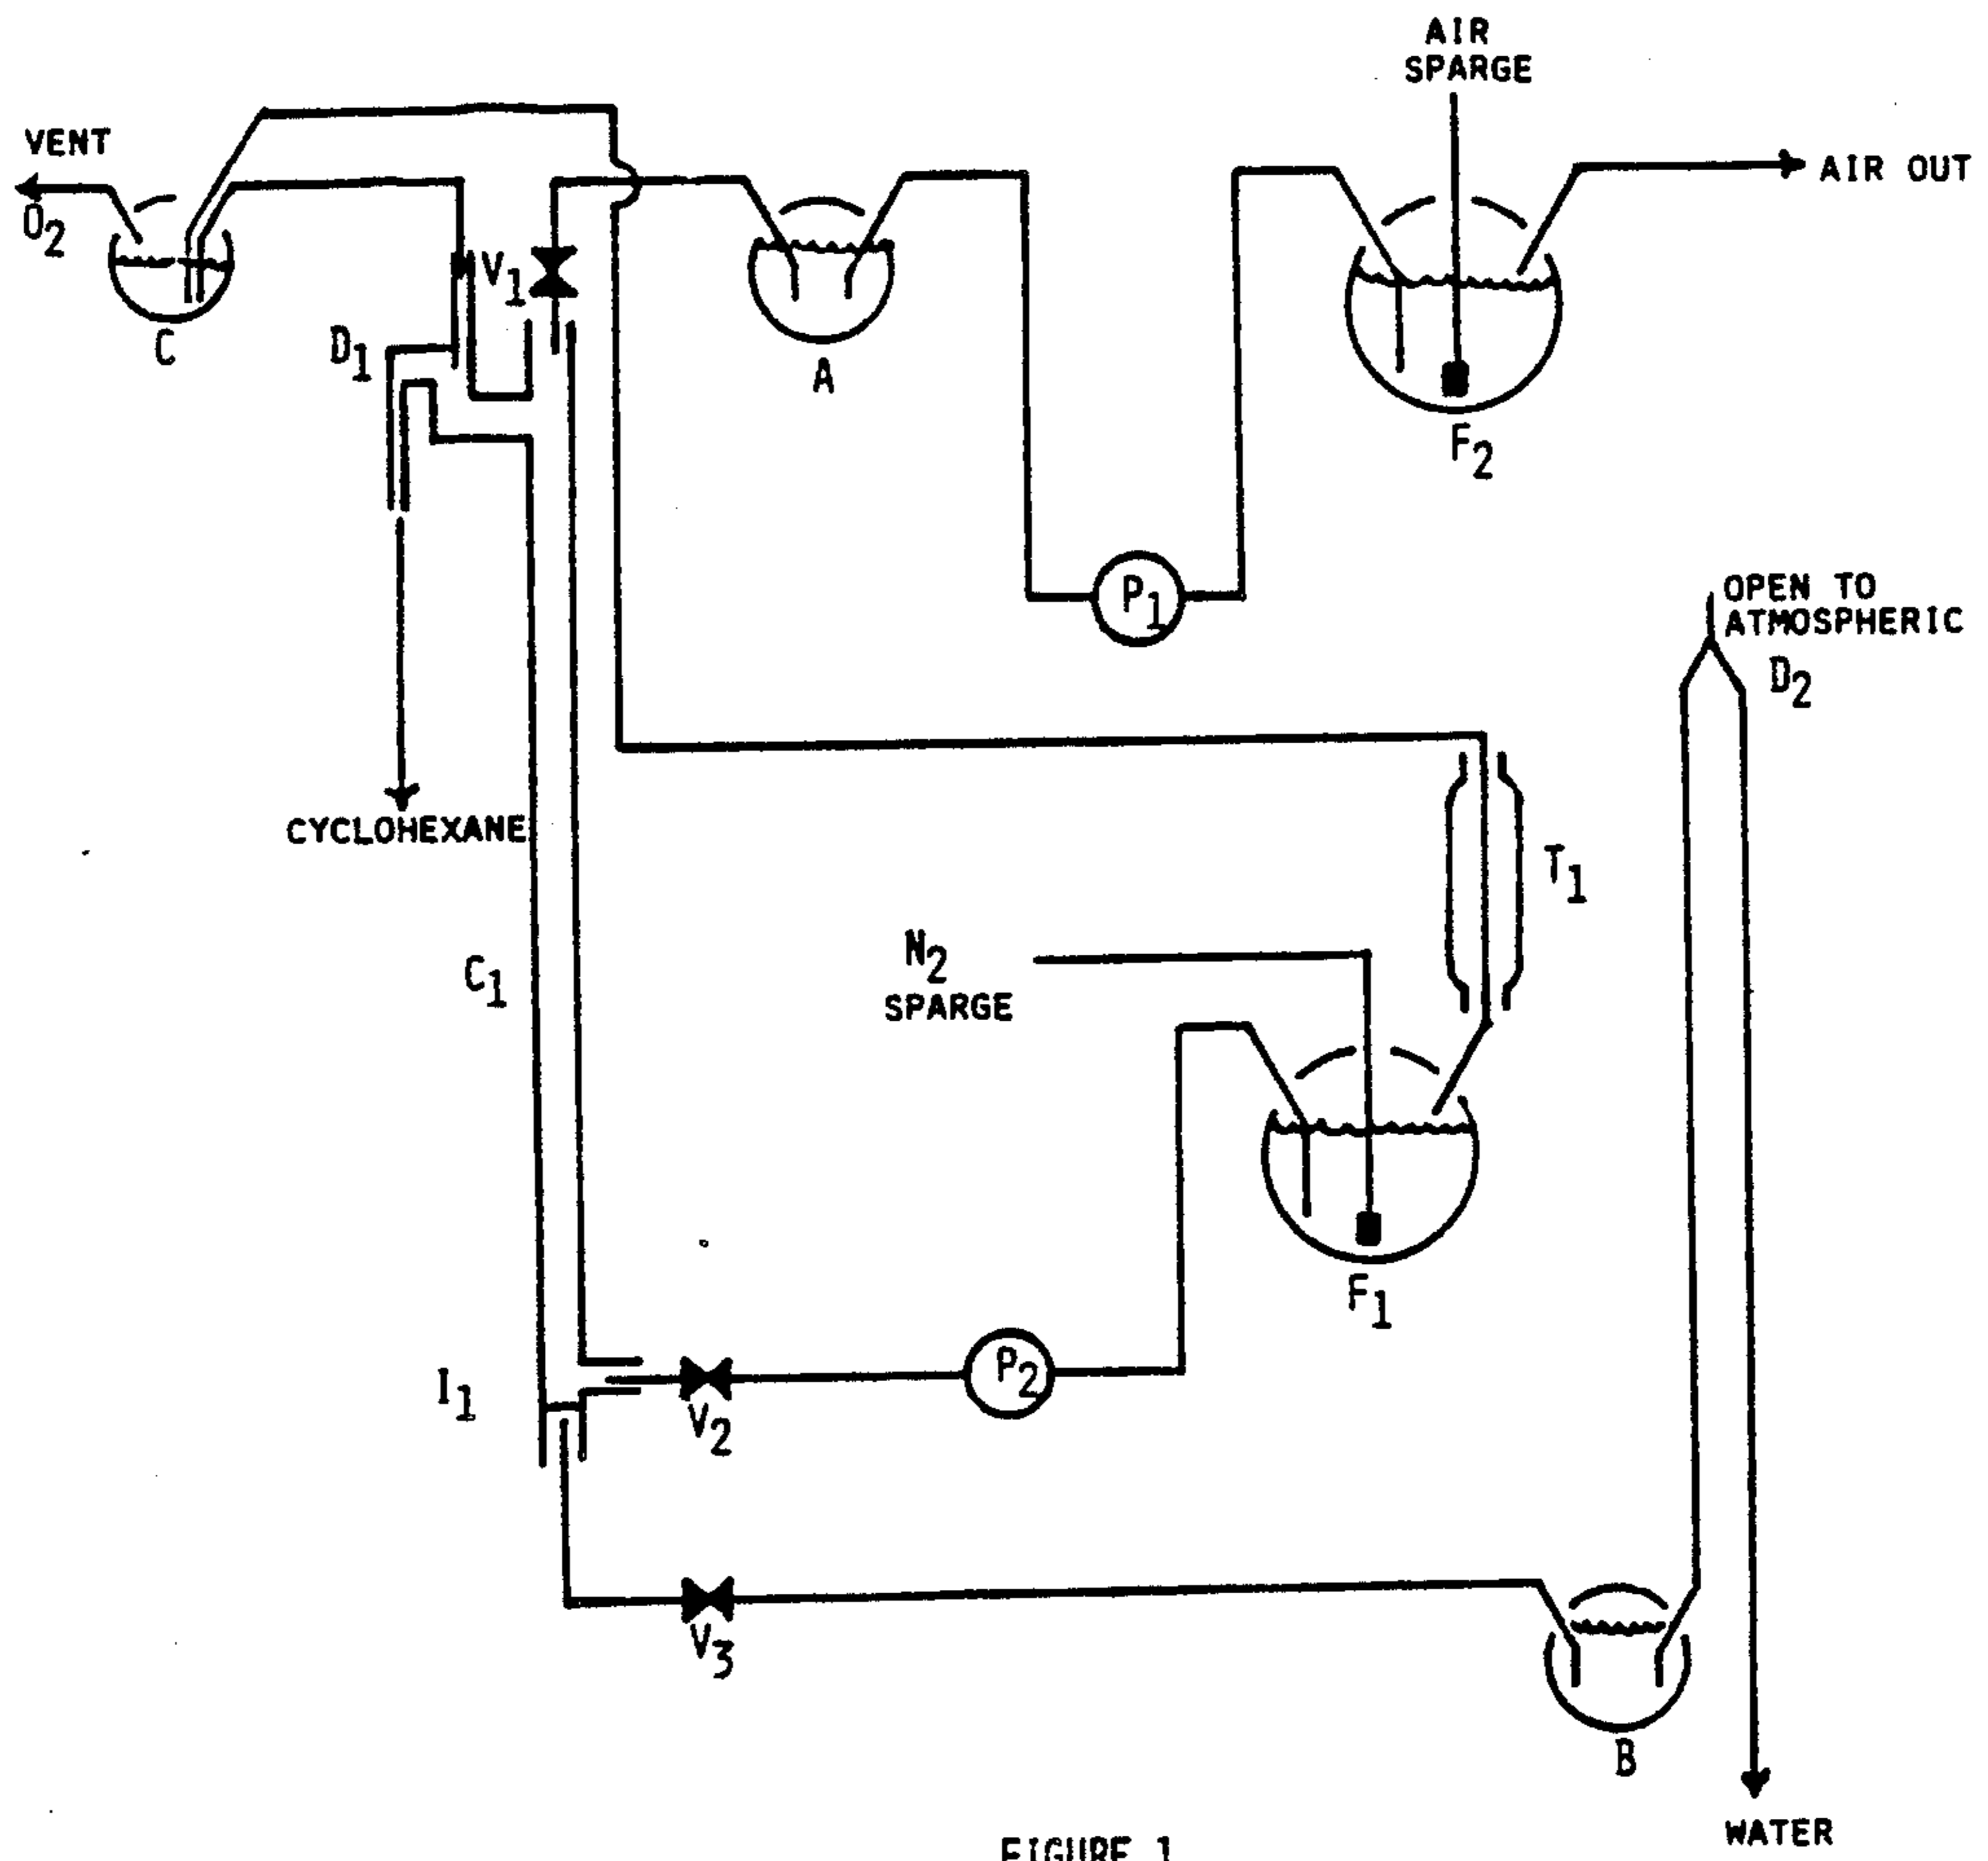 AIR
SPARGE
VENT
AIR OUT
O2
V1
D1
C
A
F2
P1
OPEN TO
ATMOSPHERIC
D2
CYCLOHEXANE
T1
N2
SPARGE
C1
F1
P2
I1
V2
V3
B
WATER
FIGURE 1